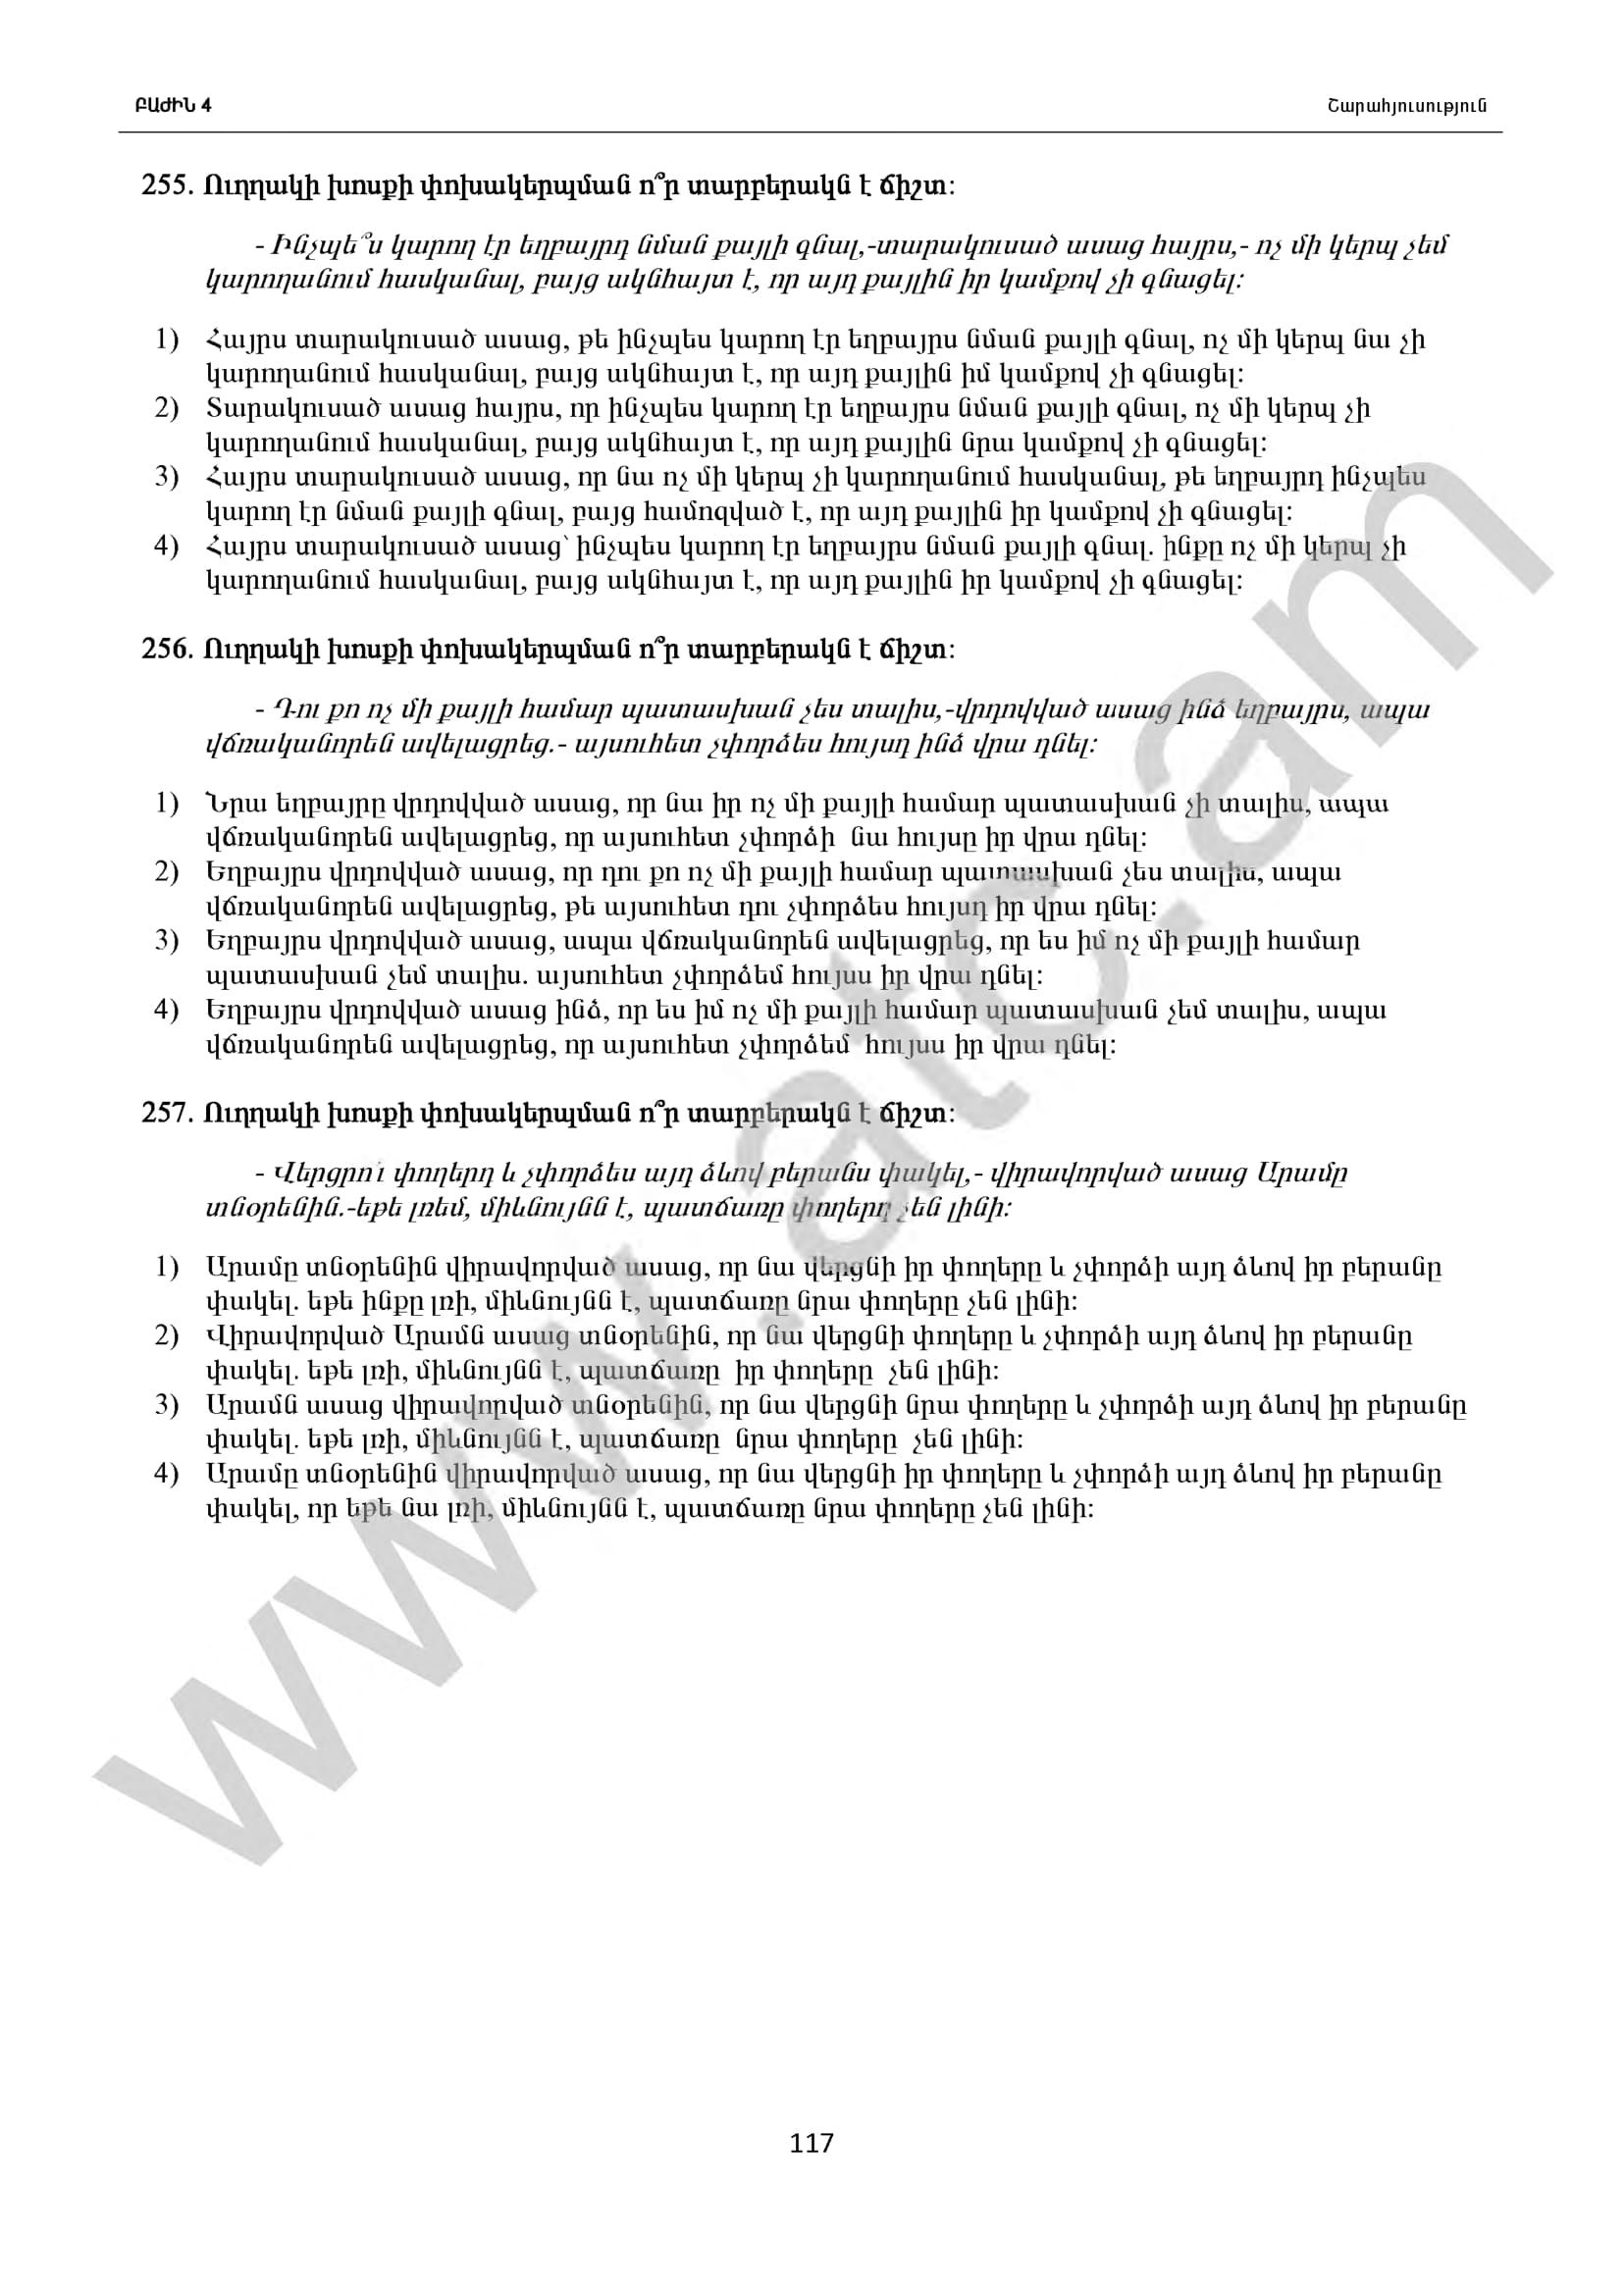 ԲԱԺԻՆ 4
Շարահյուսություն
255. Ուղղակի խոսքի փոխակերպման ո՞ր տարբերակն է ճիշտ:
- Ինչպե՞ս կարող էր եղբայրդ նման քայլի գնալ,-տարակուսած ասաց հայրս,- ոչ մի կերպ չեմ
կարողանում հասկանալ, բայց ակնհայտ է, որ այդ քայլին իր կամքով չի գնացել:
1) Հայրս տարակուսած ասաց, թե ինչպես կարող էր եղբայրս նման քայլի գնալ, ոչ մի կերպ նա չի
կարողանում հասկանալ, բայց ակնհայտ է, որ այդ քայլին իմ կամքով չի գնացել:
2) Տարակուսած ասաց հայրս, որ ինչպես կարող էր եղբայրս նման քայլի գնալ, ոչ մի կերպ չի
կարողանում հասկանալ, բայց ակնհայտ է, որ այդ քայլին նրա կամքով չի գնացել:
3) Հայրս տարակուսած ասաց, որ նա ոչ մի կերպ չի կարողանում հասկանալ, թե եղբայրդ ինչպես
կարող էր նման քայլի գնալ, բայց համոզված է, որ այդ քայլին իր կամքով չի գնացել:
4) Հայրս տարակուսած ասաց՝ ինչպես կարող էր եղբայրս նման քայլի գնալ. ինքը ոչ մի կերպ չի
կարողանում հասկանալ, բայց ակնհայտ է, որ այդ քայլին իր կամքով չի գնացել:
256. Ուղղակի խոսքի փոխակերպման ո՞ր տարբերակն է ճիշտ:
- Դու քո ոչ մի քայլի համար պատասխան չես տալիս,-վրդովված ասաց ինձ եղբայրս, ապա
վճռականորեն ավելացրեց.- այսուհետ չփորձես հույսդ ինձ վրա դնել:
1) Նրա եղբայրը վրդովված ասաց, որ նա իր ոչ մի քայլի համար պատասխան չի տալիս, ապա
վճռականորեն ավելացրեց, որ այսուհետ չփորձի նա հույսը իր վրա դնել:
2) Եղբայրս վրդովված ասաց, որ դու քո ոչ մի քայլի համար պատասխան չես տալիս, ապա
վճռականորեն ավելացրեց, թե այսուհետ դու չփորձես հույսդ իր վրա դնել:
3) Եղբայրս վրդովված ասաց, ապա վճռականորեն ավելացրեց, որ ես իմ ոչ մի քայլի համար
պատասխան չեմ տալիս. այսուհետ չփորձեմ հույսս իր վրա դնել:
4) Եղբայրս վրդովված ասաց ինձ, որ ես իմ ոչ մի քայլի համար պատասխան չեմ տալիս, ապա
վճռականորեն ավելացրեց, որ այսուհետ չփորձեմ հույսս իր վրա դնել:
257. Ուղղակի խոսքի փոխակերպման ո՞ր տարբերակն է ճիշտ:
- Վերցրո՛ւ փողերդ և չփորձես այդ ձևով բերանս փակել,- վիրավորված ասաց Արամը
տնօրենին.-եթե լռեմ, միևնույնն է, պատճառը փողերդ չեն լինի:
1) Արամը տնօրենին վիրավորված ասաց, որ նա վերցնի իր փողերը և չփորձի այդ ձևով իր բերանը
փակել. եթե ինքը լռի, միևնույնն է, պատճառը նրա փողերը չեն լինի:
2) Վիրավորված Արամն ասաց տնօրենին, որ նա վերցնի փողերը և չփորձի այդ ձևով իր բերանը
փակել. եթե լռի, միևնույնն է, պատճառը իր փողերը չեն լինի:
3) Արամն ասաց վիրավորված տնօրենին, որ նա վերցնի նրա փողերը և չփորձի այդ ձևով իր բերանը
փակել. եթե լռի, միևնույնն է, պատճառը նրա փողերը չեն լինի:
4) Արամը տնօրենին վիրավորված ասաց, որ նա վերցնի իր փողերը և չփորձի այդ ձևով իր բերանը
փակել, որ եթե նա լռի, միևնույնն է, պատճառը նրա փողերը չեն լինի:
www.atc.am
117